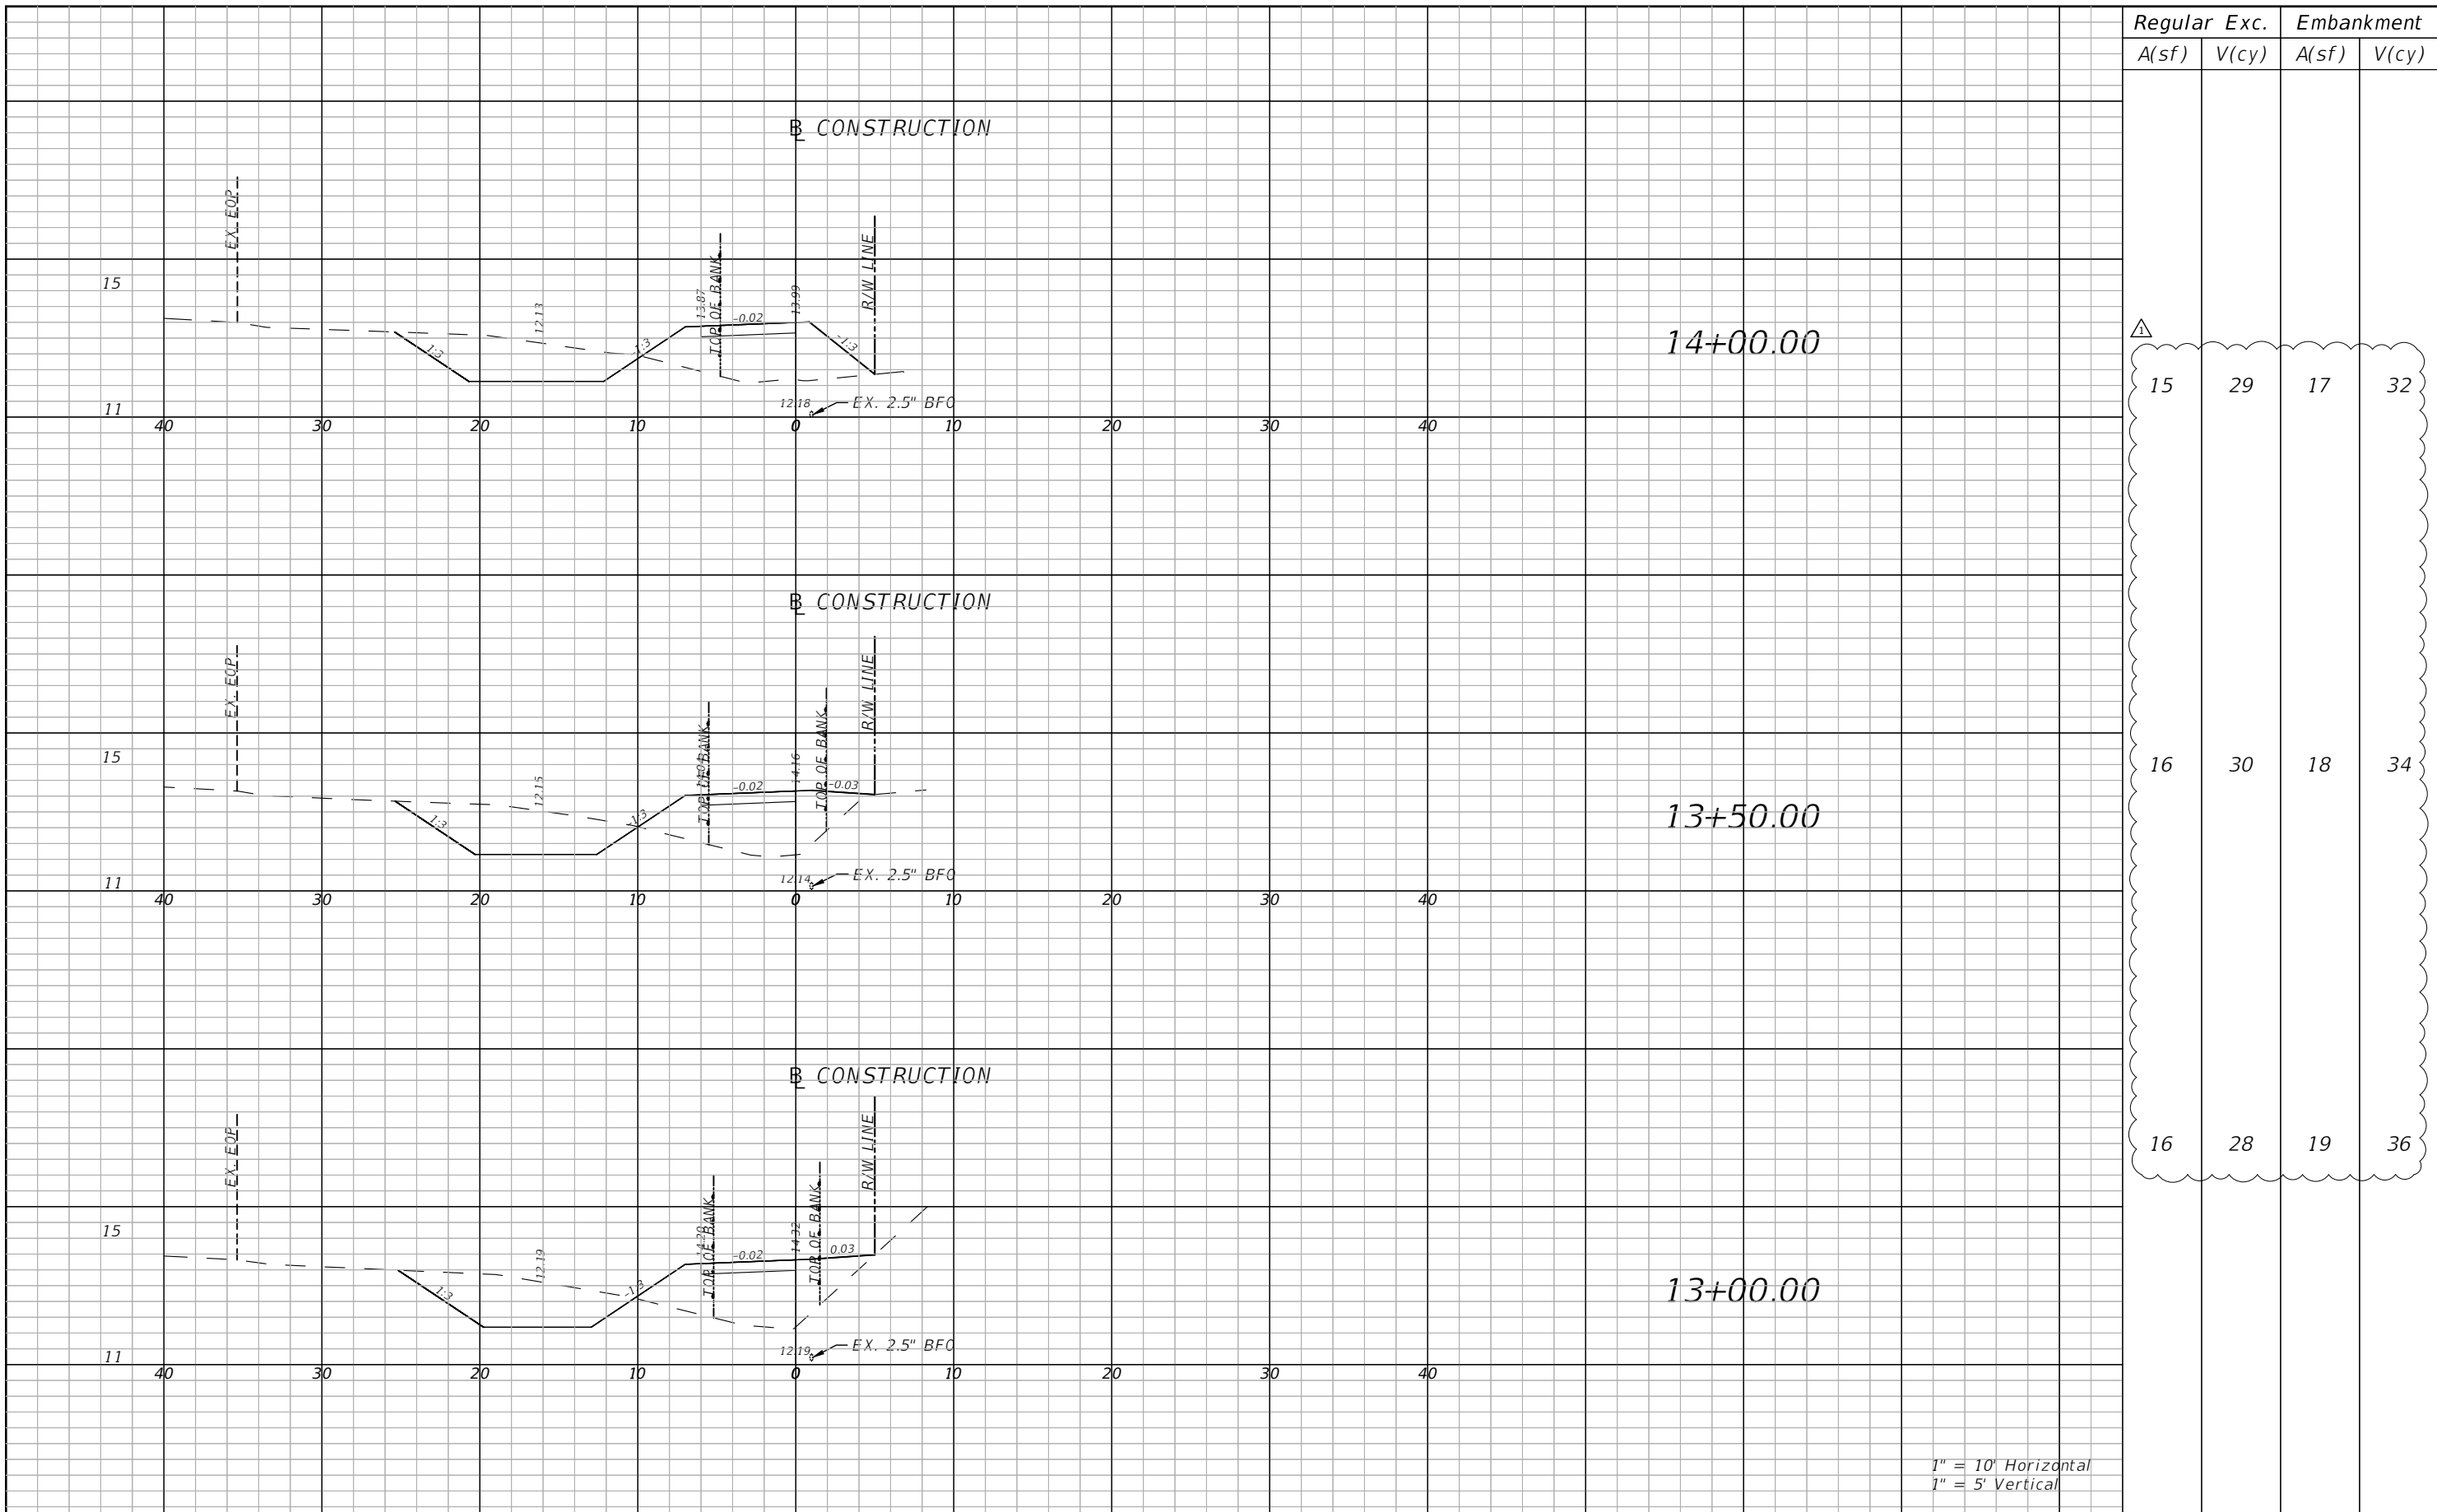 Regular Exc. Embankment
A(sf) V(cy) A(sf) V(cy)
B CONSTRUCTION
EX. EOP
TOP OF BANK
R/W LINE
15
12.13
13.87
13.99
-0.02
1:3
-1:3
-1:3
14+00.00
1
15 29 17 32
12.18
EX. 2.5" BFO
11
40 30 20 10 0 10 20 30 40
B CONSTRUCTION
EX. EOP
TOP OF BANK
TOP OF BANK
R/W LINE
15
12.15
14.16
-0.02
-0.03
1:3
-1:3
13+50.00
16 30 18 34
12.14
EX. 2.5" BFO
11
40 30 20 10 0 10 20 30 40
B CONSTRUCTION
EX. EOP
TOP OF BANK
TOP OF BANK
R/W LINE
16 28 19 36
15
12.19
14.20
14.32
-0.02
0.03
1:3
-1:3
13+00.00
12.19
EX. 2.5" BFO
11
40 30 20 10 0 10 20 30 40
1" = 10' Horizontal
1" = 5' Vertical